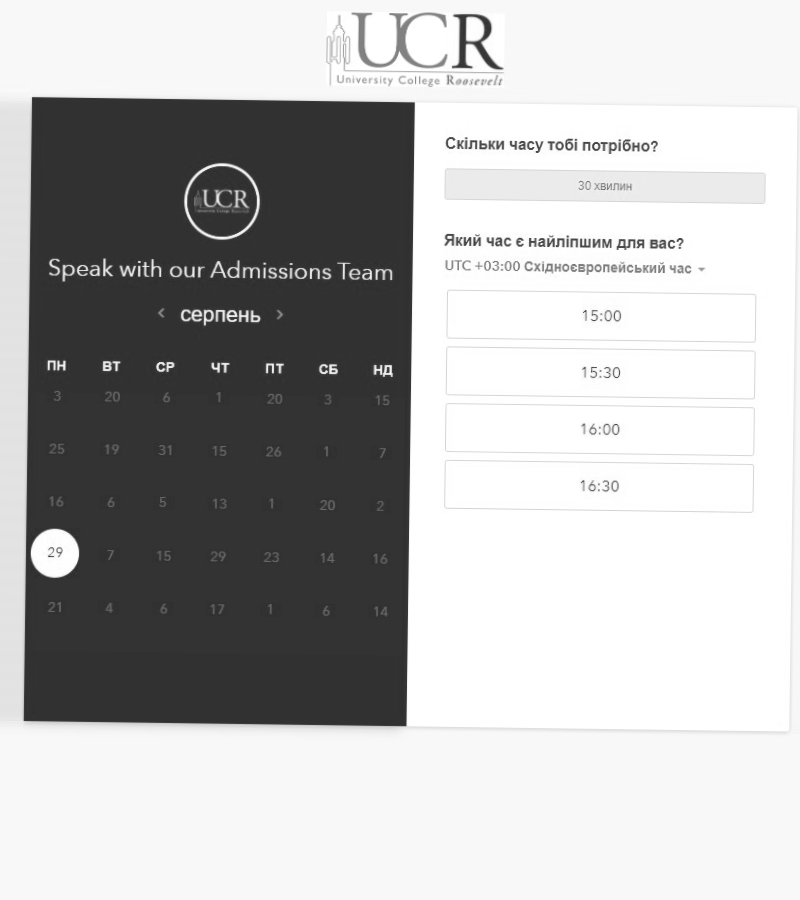 UCR
University College Roosevelt
UCR
University College Roosevelt
Speak with our Admissions Team
серпень
ПН ВТ СР ЧТ ПТ СБ НД
3 20 6 1 20 3 15
25 19 31 15 26 1 7
16 6 5 13 1 20 2
29 7 15 29 23 14 16
21 4 6 17 1 6 14
Скільки часу тобі потрібно?
30 хвилин
Який час є найліпшим для вас?
UTC +03:00 Східноєвропейський час
15:00
15:30
16:00
16:30